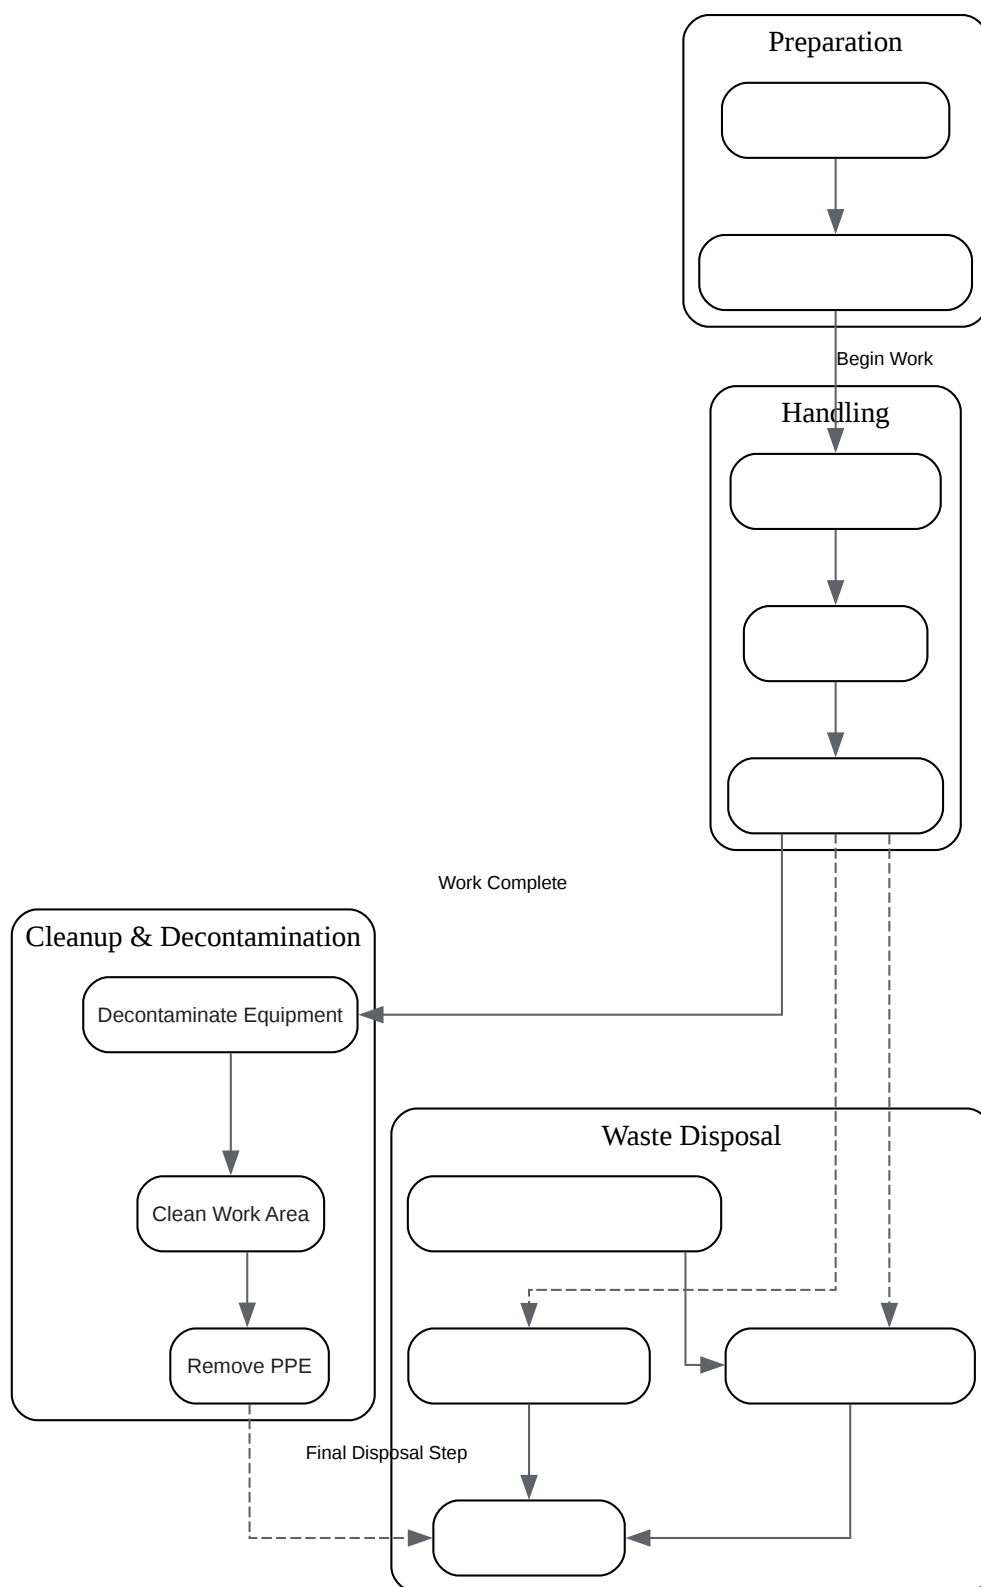 Preparation
Begin Work
Handling
Work Complete
Cleanup & Decontamination
Decontaminate Equipment
Waste Disposal
Clean Work Area
Remove PPE
Final Disposal Step